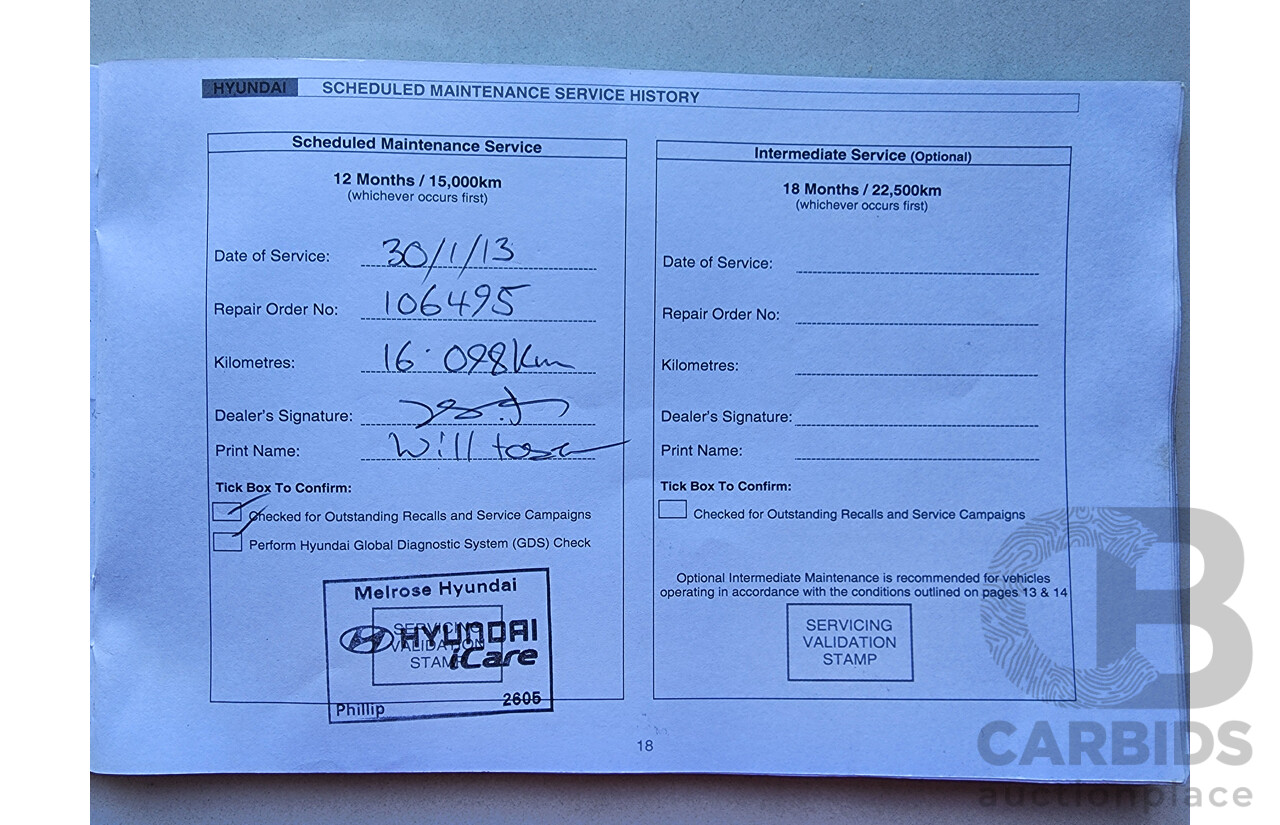 HYUNDAI SCHEDULED MAINTENANCE SERVICE HISTORY
Scheduled Maintenance Service
12 Months / 15,000km
(whichever occurs first)
Date of Service: 30/1/13
Repair Order No: 106495
Kilometres: 16.098Km
Dealer's Signature:
Print Name: Will
Tick Box To Confirm:
Checked for Outstanding Recalls and Service Campaigns
Perform Hyundai Global Diagnostic System (GDS) Check
Melrose Hyundai
SERVICING
VALIDATION
STAMP
HYUNDAI
iCare
Phillip 2605
Intermediate Service (Optional)
18 Months / 22,500km
(whichever occurs first)
Date of Service:
Repair Order No:
Kilometres:
Dealer's Signature:
Print Name:
Tick Box To Confirm:
Checked for Outstanding Recalls and Service Campaigns
Optional Intermediate Maintenance is recommended for vehicles
operating in accordance with the conditions outlined on pages 13 & 14
SERVICING
VALIDATION
STAMP
18
CB
CARBIDS
auctionplace